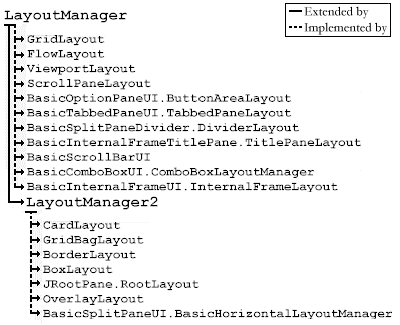 LayoutManager
Extended by
Implemented by
GridLayout
FlowLayout
ViewportLayout
ScrollPaneLayout
BasicOptionPaneUI.ButtonAreaLayout
BasicTabbedPaneUI.TabbedPaneLayout
BasicSplitPaneDivider.DividerLayout
BasicInternalFrameTitlePane.TitlePaneLayout
BasicScrollBarUI
BasicComboBoxUI.ComboBoxLayoutManager
BasicInternalFrameUI.InternalFrameLayout
LayoutManager2
CardLayout
GridBagLayout
BorderLayout
BoxLayout
JRootPane.RootLayout
OverlayLayout
BasicSplitPaneUI.BasicHorizontalLayoutManager